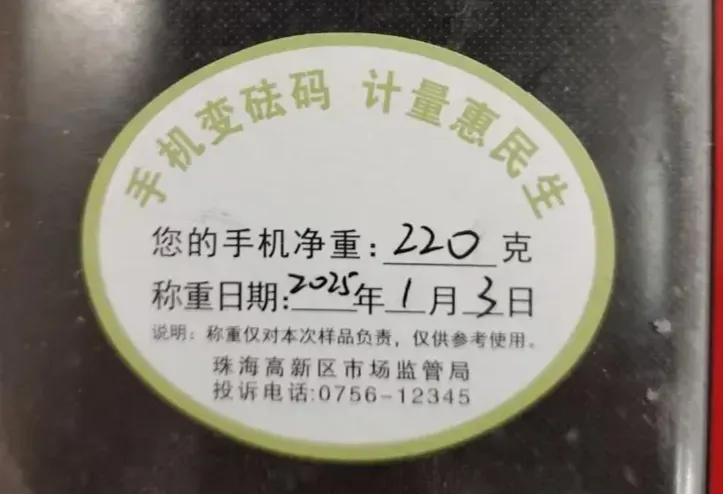 手机变砝码 计量惠民生
您的手机净重：220克
称重日期：2025年1月3日
说明：称重仅对本次样品负责，仅供参考使用。
珠海高新区市场监管局
投诉电话:0756-12345